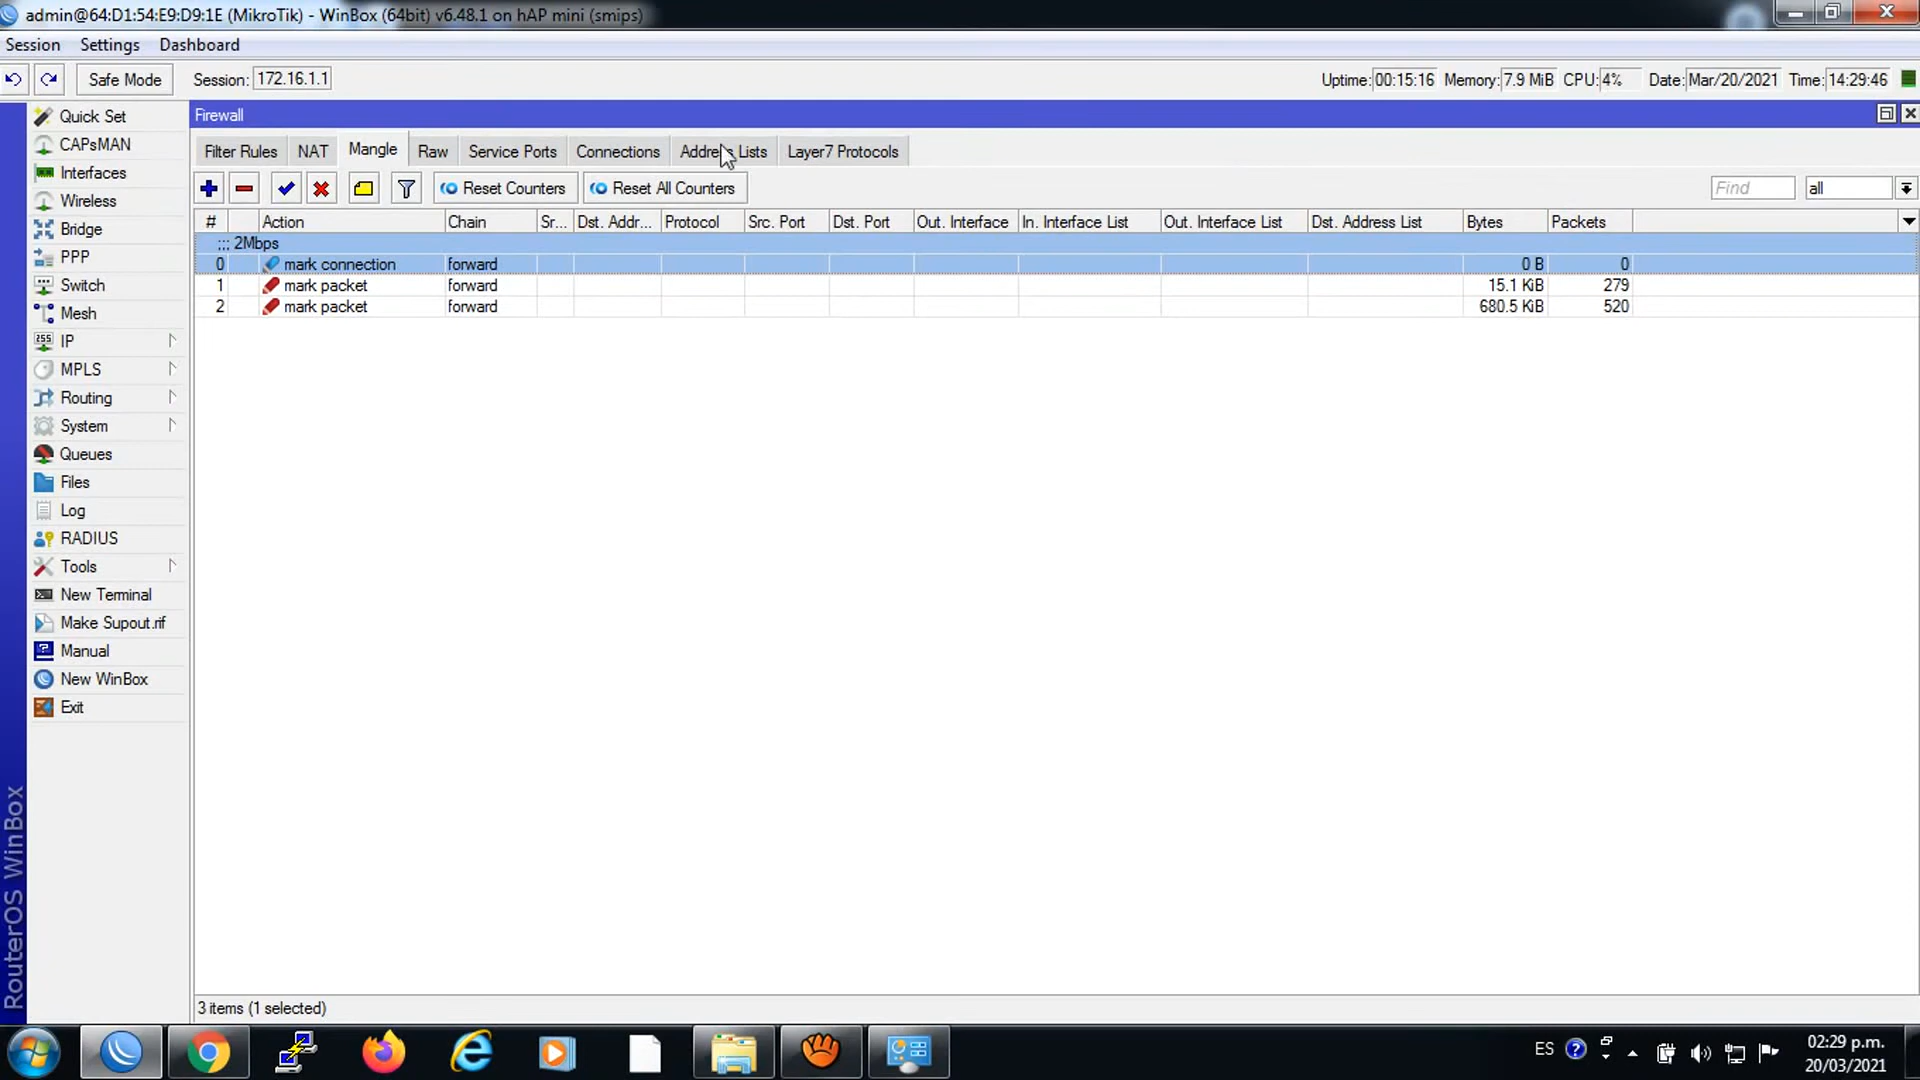 admin@64:D1:54:E9:D9:1E (MikroTik) - WinBox (64bit) v6.48.1 on hAP mini (smips)
Session Settings Dashboard
Safe Mode Session: 172.16.1.1 Uptime: 00:15:16 Memory: 7.9 MiB CPU: 4% Date: Mar/20/2021 Time: 14:29:46
Quick Set
CAPsMAN
Interfaces
Wireless
Bridge
PPP
Switch
Mesh
IP
MPLS
Routing
System
Queues
Files
Log
RADIUS
Tools
New Terminal
Make Supout.rif
Manual
New WinBox
Exit
RouterOS WinBox
Firewall
Filter Rules NAT Mangle Raw Service Ports Connections Address Lists Layer7 Protocols
Reset Counters Reset All Counters Find all
# Action Chain Sr... Dst. Addr... Protocol Src. Port Dst. Port Out. Interface In. Interface List Out. Interface List Dst. Address List Bytes Packets
::: 2Mbps
0 mark connection forward 0 B 0
1 mark packet forward 15.1 KiB 279
2 mark packet forward 680.5 KiB 520
3 items (1 selected)
ES 02:29 p.m.
20/03/2021